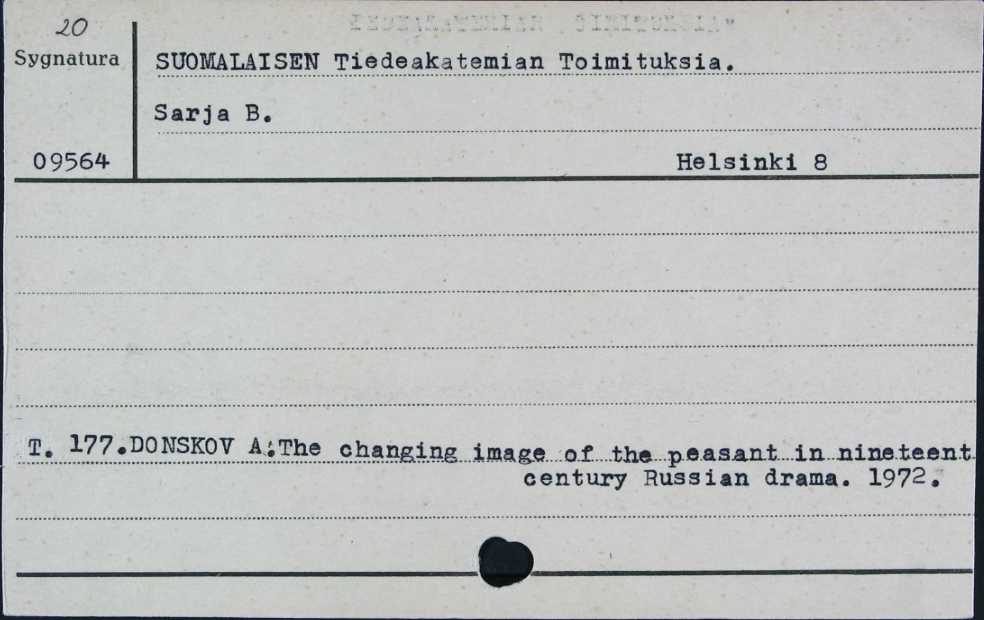 20
Sygnatura
SUOMALAISEN Tiedeakatemian Toimituksia.
Sarja B.
09564
Helsinki 8
T. 177.DONSKOV A:The changing image of the peasant in nineteent
century Russian drama. 1972.